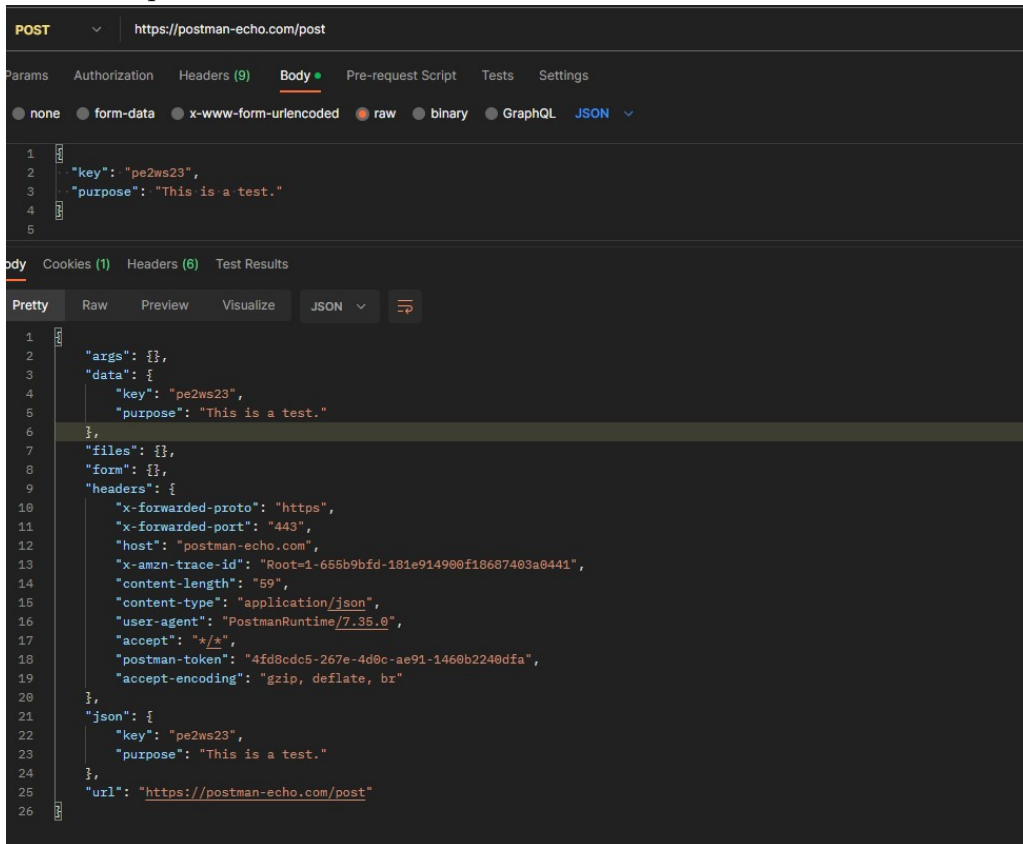 POST https://postman-echo.com/post
Params Authorization Headers (9) Body Pre-request Script Tests Settings
none form-data x-www-form-urlencoded raw binary GraphQL JSON
1 {
2 "key": "pe2ws23",
3 "purpose": "This is a test."
4 }
5
ody Cookies (1) Headers (6) Test Results
Pretty Raw Preview Visualize JSON
1 {
2 "args": {},
3 "data": {
4 "key": "pe2ws23",
5 "purpose": "This is a test."
6 },
7 "files": {},
8 "form": {},
9 "headers": {
10 "x-forwarded-proto": "https",
11 "x-forwarded-port": "443",
12 "host": "postman-echo.com",
13 "x-amzn-trace-id": "Root=1-655b9bfd-181e914900f18687403a0441",
14 "content-length": "59",
15 "content-type": "application/json",
16 "user-agent": "PostmanRuntime/7.35.0",
17 "accept": "*/*",
18 "postman-token": "4fd8cdc5-267e-4d0c-ae91-1460b2240dfa",
19 "accept-encoding": "gzip, deflate, br"
20 },
21 "json": {
22 "key": "pe2ws23",
23 "purpose": "This is a test."
24 },
25 "url": "https://postman-echo.com/post"
26 }